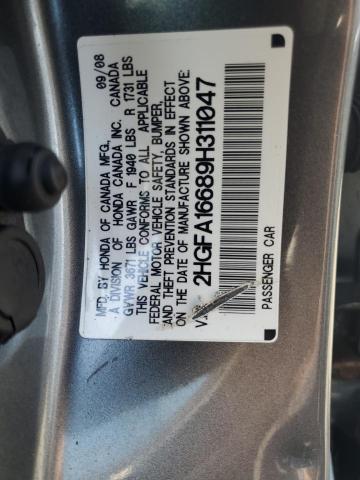 MFD. BY HONDA OF CANADA MFG. 09/08
A DIVISION OF HONDA CANADA INC. CANADA
GVWR 3671 LBS GAWR F 1940 LBS R 1731 LBS
THIS VEHICLE CONFORMS TO ALL APPLICABLE
FEDERAL MOTOR VEHICLE SAFETY, BUMPER,
AND THEFT PREVENTION STANDARDS IN EFFECT
ON THE DATE OF MANUFACTURE SHOWN ABOVE.
2HGFA16689H311047
PASSENGER CAR